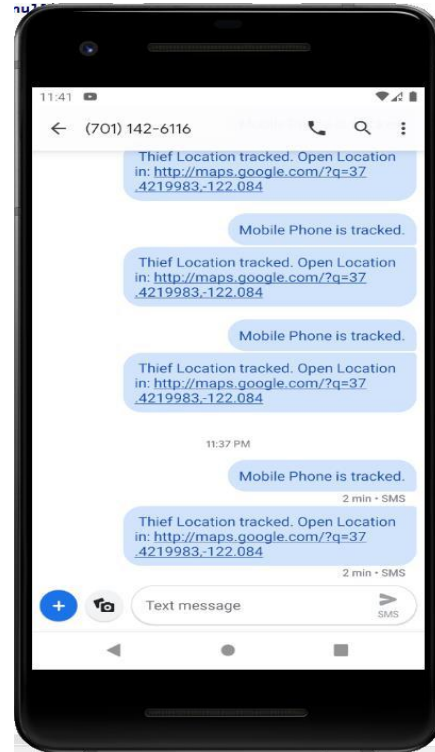 11:41
(701) 142-6116
Thief Location tracked. Open Location
in: http://maps.google.com/?q=37
.4219983,-122.084
Mobile Phone is tracked.
Thief Location tracked. Open Location
in: http://maps.google.com/?q=37
.4219983,-122.084
Mobile Phone is tracked.
Thief Location tracked. Open Location
in: http://maps.google.com/?q=37
.4219983,-122.084
11:37 PM
Mobile Phone is tracked.
2 min • SMS
Thief Location tracked. Open Location
in: http://maps.google.com/?q=37
.4219983,-122.084
2 min • SMS
Text message
SMS